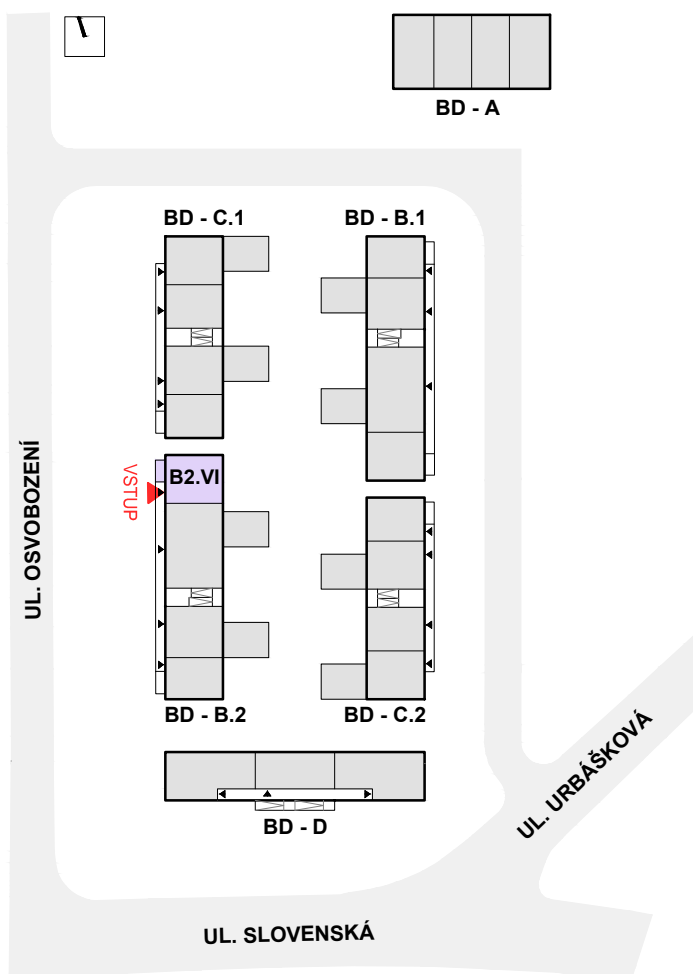 BD - A
BD - C.1
BD - B.1
UL. OSVOBOZENÍ
VSTUP
B2.VI
BD - B.2
BD - C.2
UL. URBÁŠKOVÁ
BD - D
UL. SLOVENSKÁ